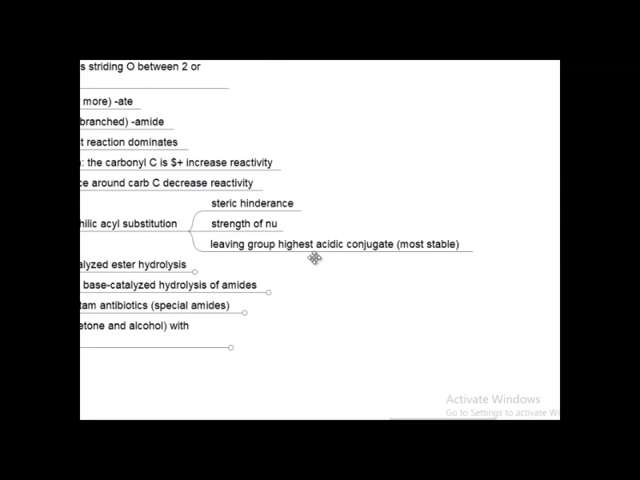 s striding O between 2 or
more) -ate
branched) -amide
t reaction dominates
: the carbonyl C is $+ increase reactivity
ce around carb C decrease reactivity
steric hinderance
hilic acyl substitution
strength of nu
leaving group highest acidic conjugate (most stable)
alyzed ester hydrolysis
base-catalyzed hydrolysis of amides
tam antibiotics (special amides)
etone and alcohol) with
Activate Windows
Go to Settings to activate Wi